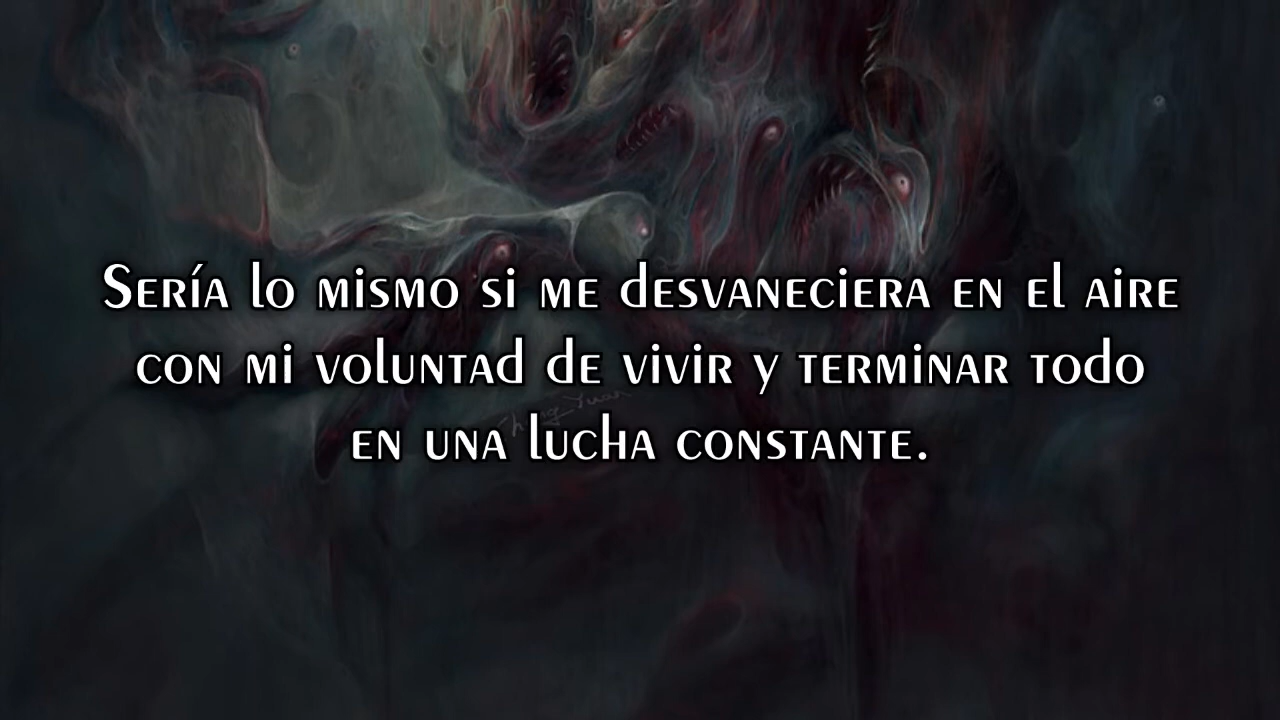 Sería lo mismo si me desvaneciera en el aire
con mi voluntad de vivir y terminar todo
en una lucha constante.